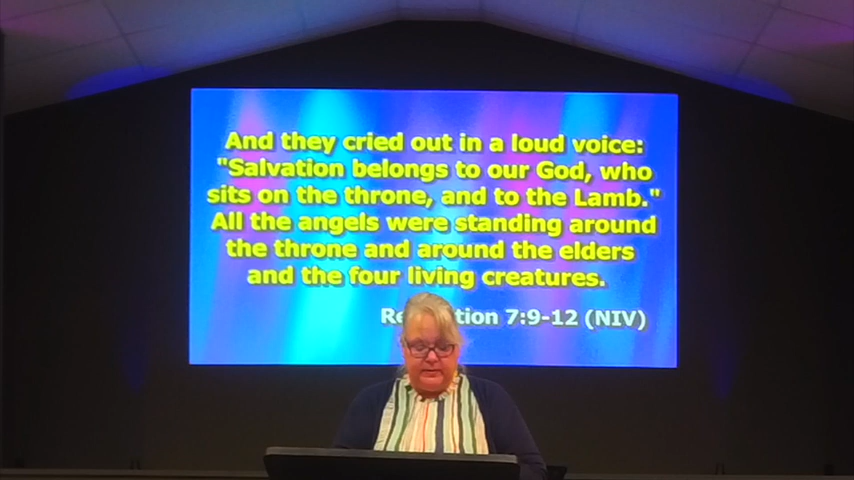 And they cried out in a loud voice:
"Salvation belongs to our God, who
sits on the throne, and to the Lamb."
All the angels were standing around
the throne and around the elders
and the four living creatures.
7:9-12 (NIV)